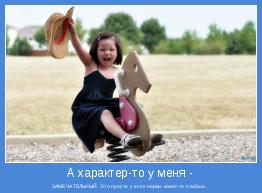 А характер-то у меня -
ЗАМЕЧАТЕЛЬНЫЙ. Это просто у всех нервы какие-то слабые...